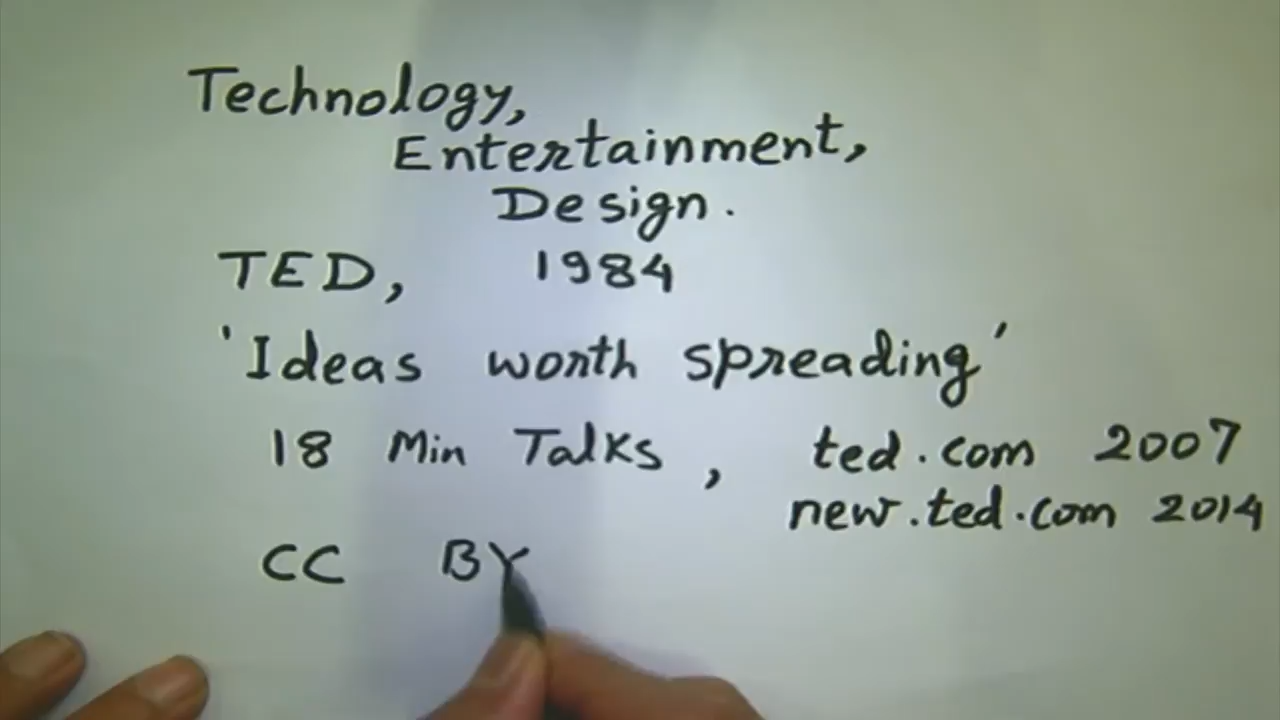 Technology,
Entertainment,
Design.
TED, 1984
'Ideas worth spreading'
18 Min Talks, ted.com 2007
new.ted.com 2014
CC BY